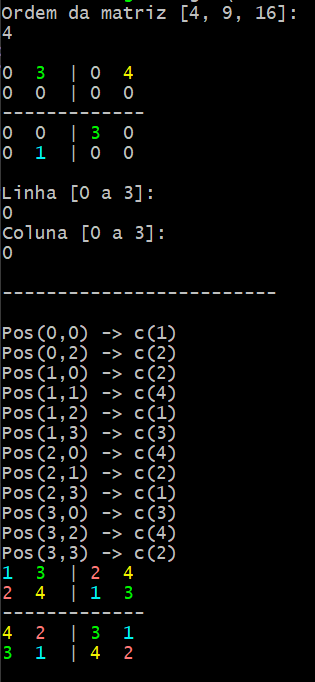 Ordem da matriz [4, 9, 16]:
4
0 3 | 0 4
0 0 | 0 0
-------------
0 0 | 3 0
0 1 | 0 0
Linha [0 a 3]:
0
Coluna [0 a 3]:
0
-------------------------
Pos(0,0) -> c(1)
Pos(0,2) -> c(2)
Pos(1,0) -> c(2)
Pos(1,1) -> c(4)
Pos(1,2) -> c(1)
Pos(1,3) -> c(3)
Pos(2,0) -> c(4)
Pos(2,1) -> c(2)
Pos(2,3) -> c(1)
Pos(3,0) -> c(3)
Pos(3,2) -> c(4)
Pos(3,3) -> c(2)
1 3 | 2 4
2 4 | 1 3
-------------
4 2 | 3 1
3 1 | 4 2